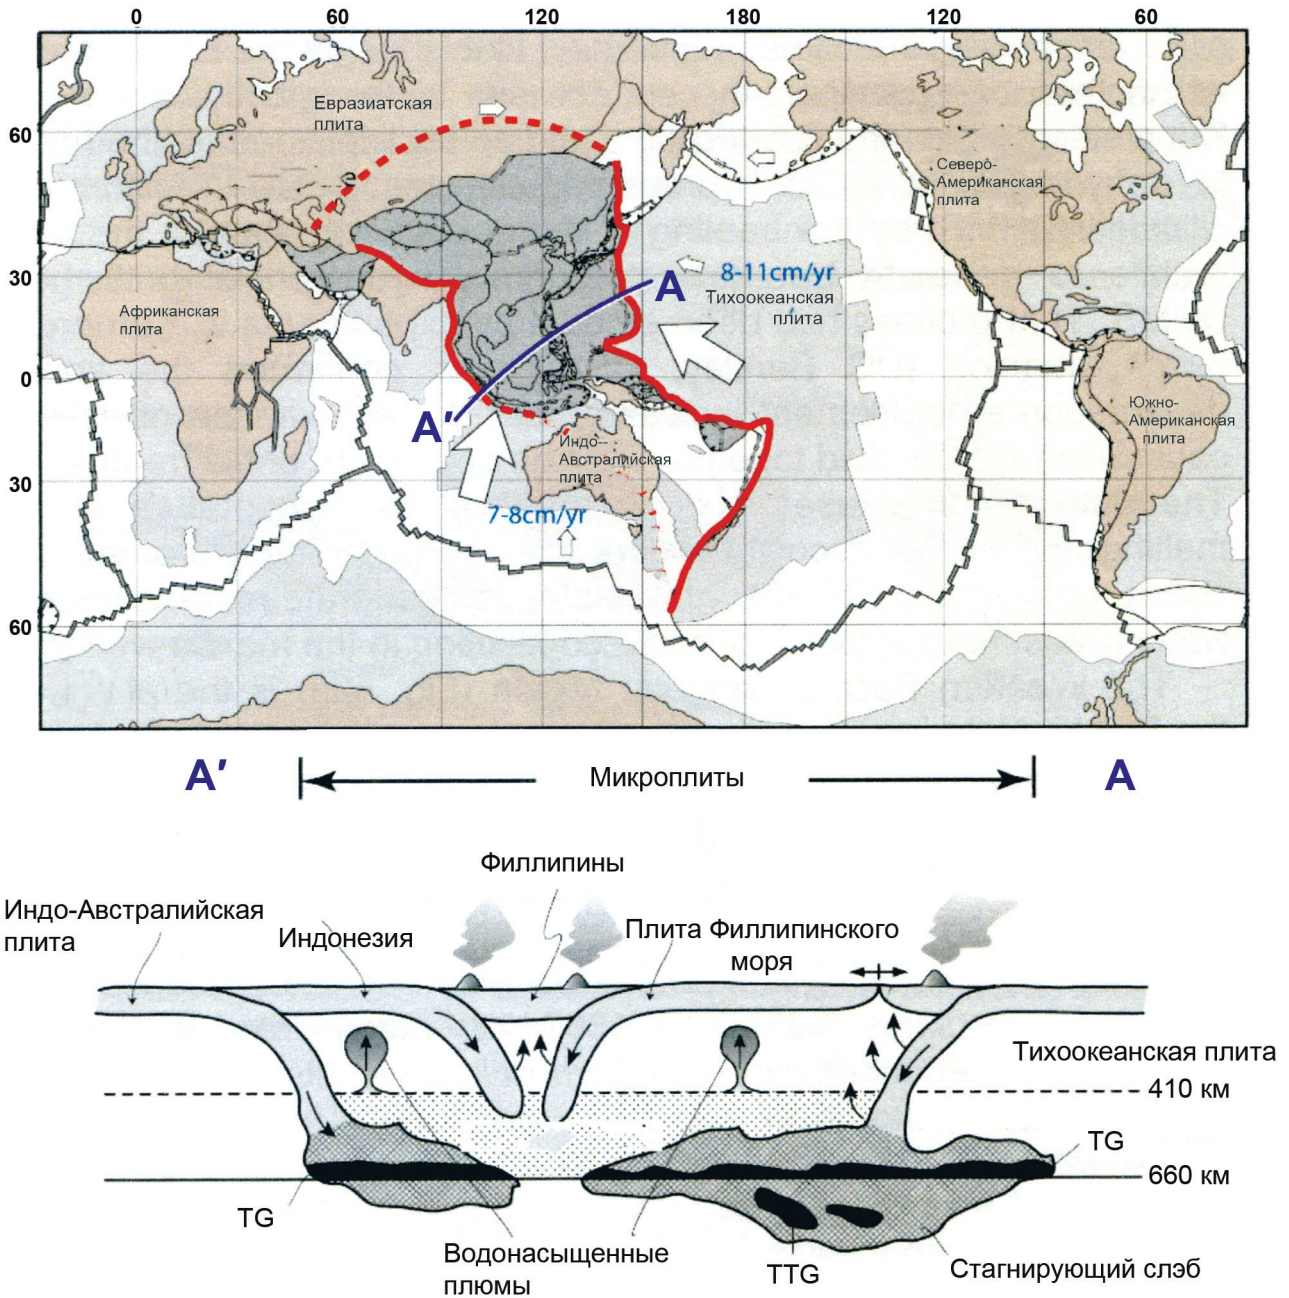 0 60 120 180 120 60
60
30
0
30
60
Евразиатская
плита
Северо-
Американская
плита
Африканская
плита
A
8-11cm/yr
Тихоокеанская
плита
A′
Индо--
Австралийская
плита
7-8cm/yr
Южно-
Американская
плита
A′ Микроплиты A
Филлипины
Индо-Австралийская
плита
Индонезия
Плита Филлипинского
моря
Тихоокеанская плита
410 км
TG
660 км
TG
Водонасыщенные
плюмы
TTG
Стагнирующий слэб